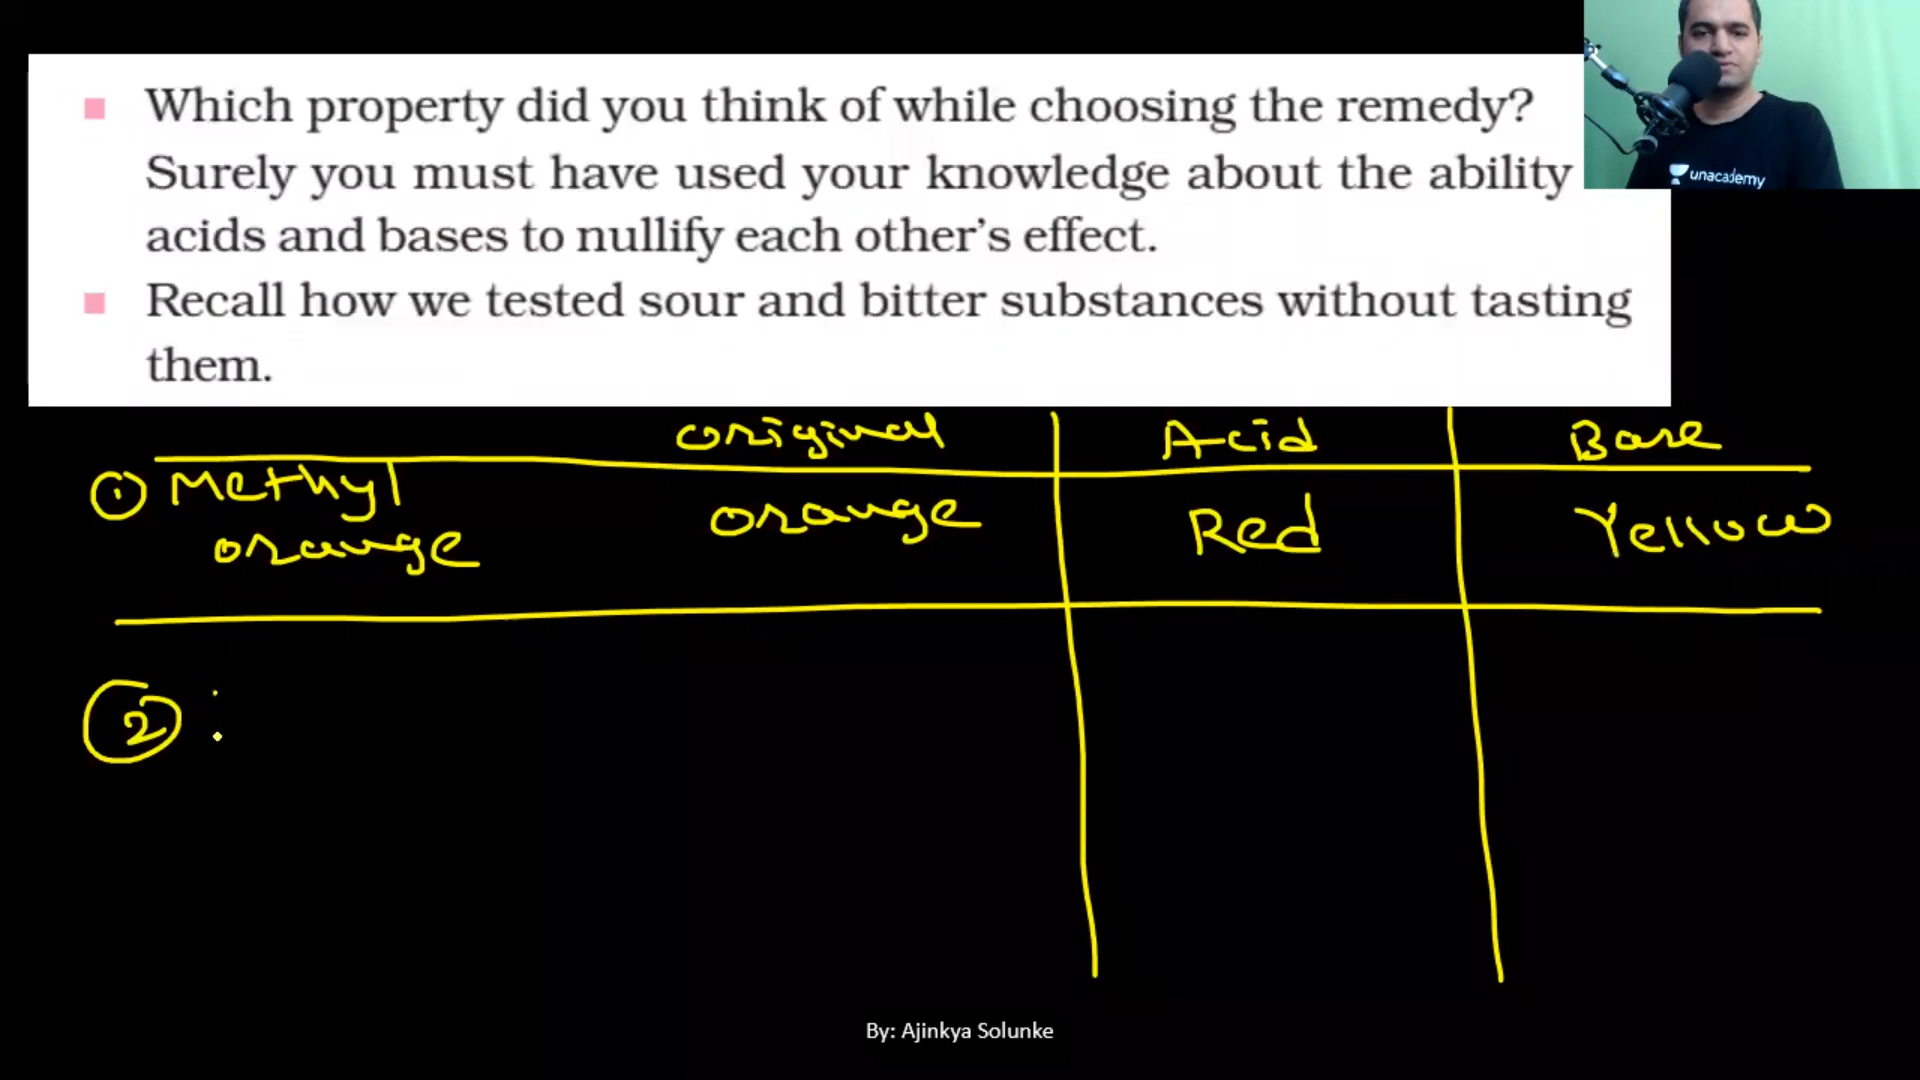 Which property did you think of while choosing the remedy?
Surely you must have used your knowledge about the ability
acids and bases to nullify each other's effect.
Recall how we tested sour and bitter substances without tasting
them.
unacademy
original Acid Base
① Methyl orange Red Yellow
orange
② :
By: Ajinkya Solunke